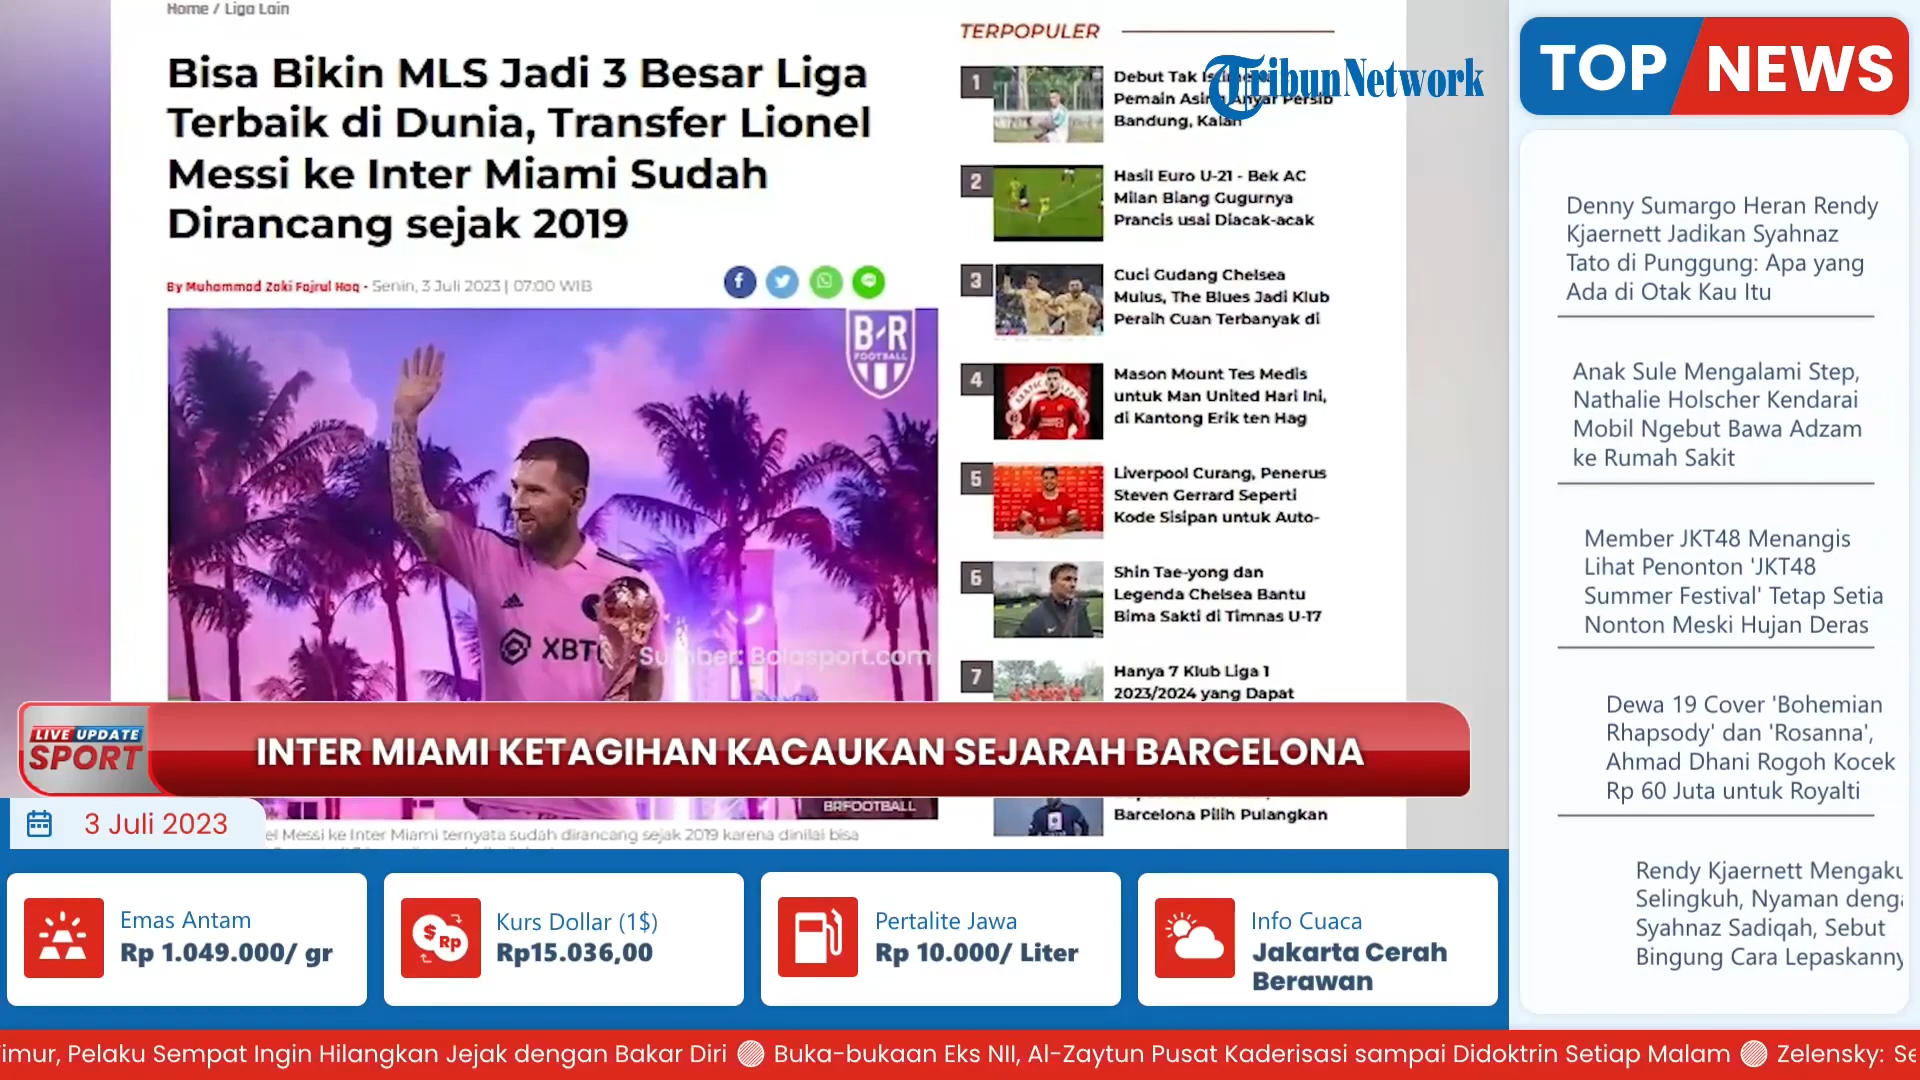 Home / Liga Lain
Bisa Bikin MLS Jadi 3 Besar Liga
Terbaik di Dunia, Transfer Lionel
Messi ke Inter Miami Sudah
Dirancang sejak 2019
By Muhammad Zaki Fajrul Haq - Senin, 3 Juli 2023 | 07:00 WIB
B/R
FOOTBALL
XBT
Sumber: Bolasport.com
BRFOOTBALL
el Messi ke Inter Miami ternyata sudah dirancang sejak 2019 karena dinilai bisa
TERPOPULER
TribunNetwork
1
Debut Tak
Pemain Asing Anyar Persib
Bandung, Kalah
2
Hasil Euro U-21 - Bek AC
Milan Biang Gugurnya
Prancis usai Diacak-acak
3
Cuci Gudang Chelsea
Mulus, The Blues Jadi Klub
Peraih Cuan Terbanyak di
4
Mason Mount Tes Medis
untuk Man United Hari Ini,
di Kantong Erik ten Hag
5
Liverpool Curang, Penerus
Steven Gerrard Seperti
Kode Sisipan untuk Auto-
6
Shin Tae-yong dan
Legenda Chelsea Bantu
Bima Sakti di Timnas U-17
7
Hanya 7 Klub Liga 1
2023/2024 yang Dapat
Barcelona Pilih Pulangkan
LIVE UPDATE
SPORT
INTER MIAMI KETAGIHAN KACAUKAN SEJARAH BARCELONA
3 Juli 2023
Emas Antam
Rp 1.049.000/ gr
$ Rp
Kurs Dollar (1$)
Rp15.036,00
Pertalite Jawa
Rp 10.000/ Liter
Info Cuaca
Jakarta Cerah
Berawan
TOP NEWS
Denny Sumargo Heran Rendy
Kjaernett Jadikan Syahnaz
Tato di Punggung: Apa yang
Ada di Otak Kau Itu
Anak Sule Mengalami Step,
Nathalie Holscher Kendarai
Mobil Ngebut Bawa Adzam
ke Rumah Sakit
Member JKT48 Menangis
Lihat Penonton 'JKT48
Summer Festival' Tetap Setia
Nonton Meski Hujan Deras
Dewa 19 Cover 'Bohemian
Rhapsody' dan 'Rosanna',
Ahmad Dhani Rogoh Kocek
Rp 60 Juta untuk Royalti
Rendy Kjaernett Mengaku
Selingkuh, Nyaman denga
Syahnaz Sadiqah, Sebut
Bingung Cara Lepaskanny
imur, Pelaku Sempat Ingin Hilangkan Jejak dengan Bakar Diri Buka-bukaan Eks NII, Al-Zaytun Pusat Kaderisasi sampai Didoktrin Setiap Malam Zelensky: Se